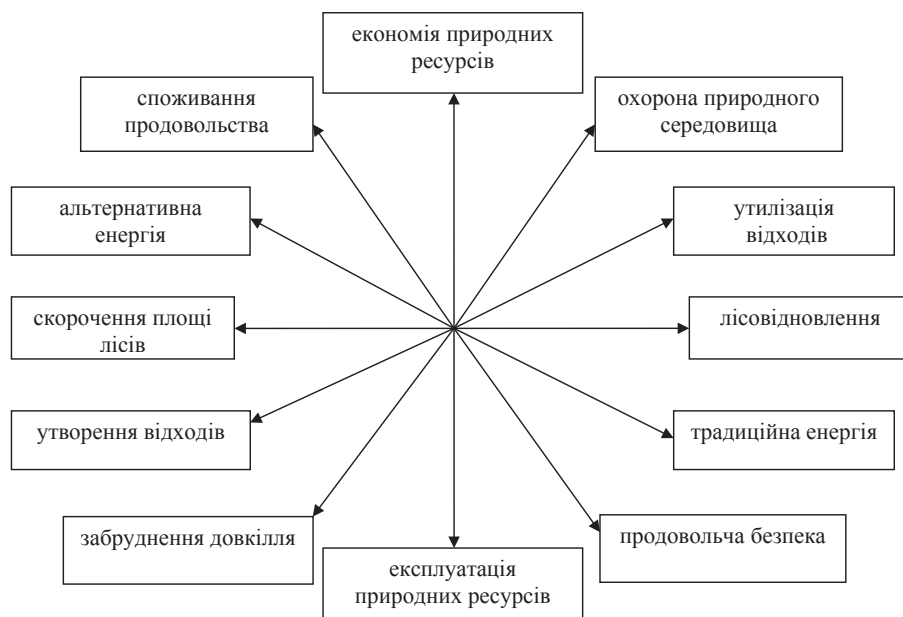 економія природних
ресурсів
споживання
продовольства
охорона природного
середовища
альтернативна
енергія
утилізація
відходів
скорочення площі
лісів
лісовідновлення
утворення відходів
традиційна енергія
забруднення довкілля
продовольча безпека
експлуатація
природних ресурсів